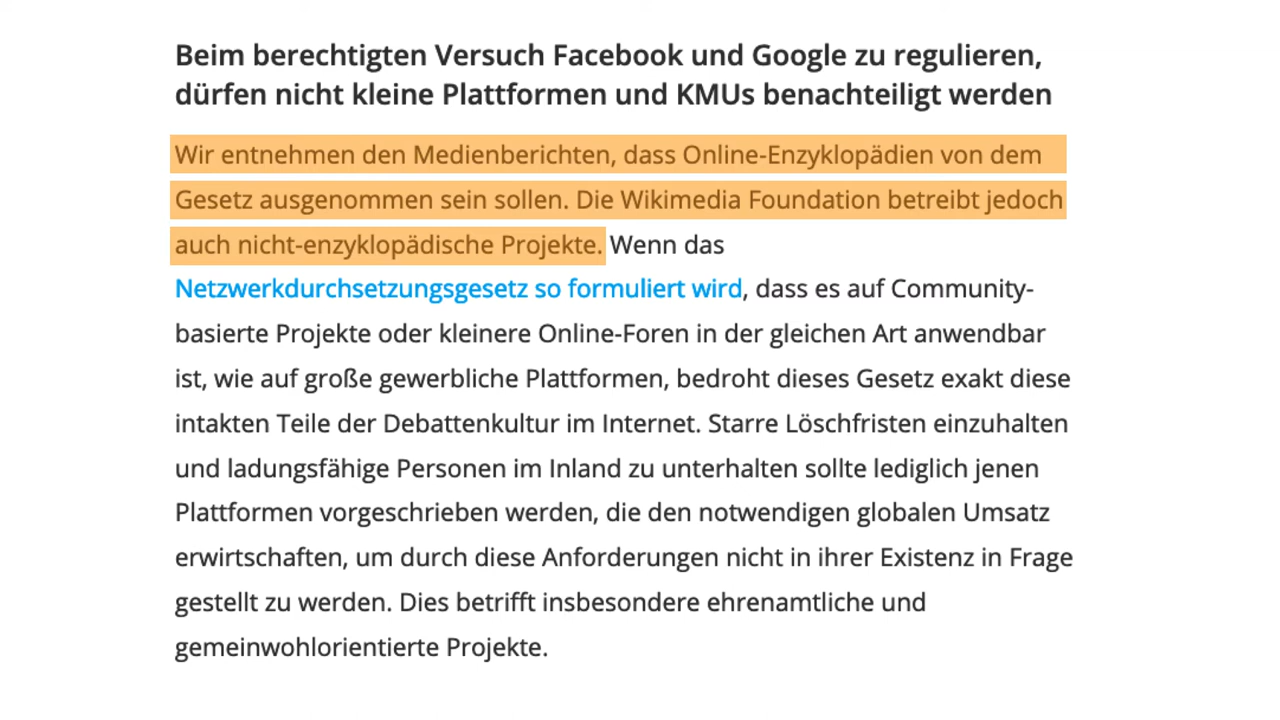 Beim berechtigten Versuch Facebook und Google zu regulieren,
dürfen nicht kleine Plattformen und KMUs benachteiligt werden
Wir entnehmen den Medienberichten, dass Online-Enzyklopädien von dem
Gesetz ausgenommen sein sollen. Die Wikimedia Foundation betreibt jedoch
auch nicht-enzyklopädische Projekte. Wenn das
Netzwerkdurchsetzungsgesetz so formuliert wird, dass es auf Community-
basierte Projekte oder kleinere Online-Foren in der gleichen Art anwendbar
ist, wie auf große gewerbliche Plattformen, bedroht dieses Gesetz exakt diese
intakten Teile der Debattenkultur im Internet. Starre Löschfristen einzuhalten
und ladungsfähige Personen im Inland zu unterhalten sollte lediglich jenen
Plattformen vorgeschrieben werden, die den notwendigen globalen Umsatz
erwirtschaften, um durch diese Anforderungen nicht in ihrer Existenz in Frage
gestellt zu werden. Dies betrifft insbesondere ehrenamtliche und
gemeinwohlorientierte Projekte.